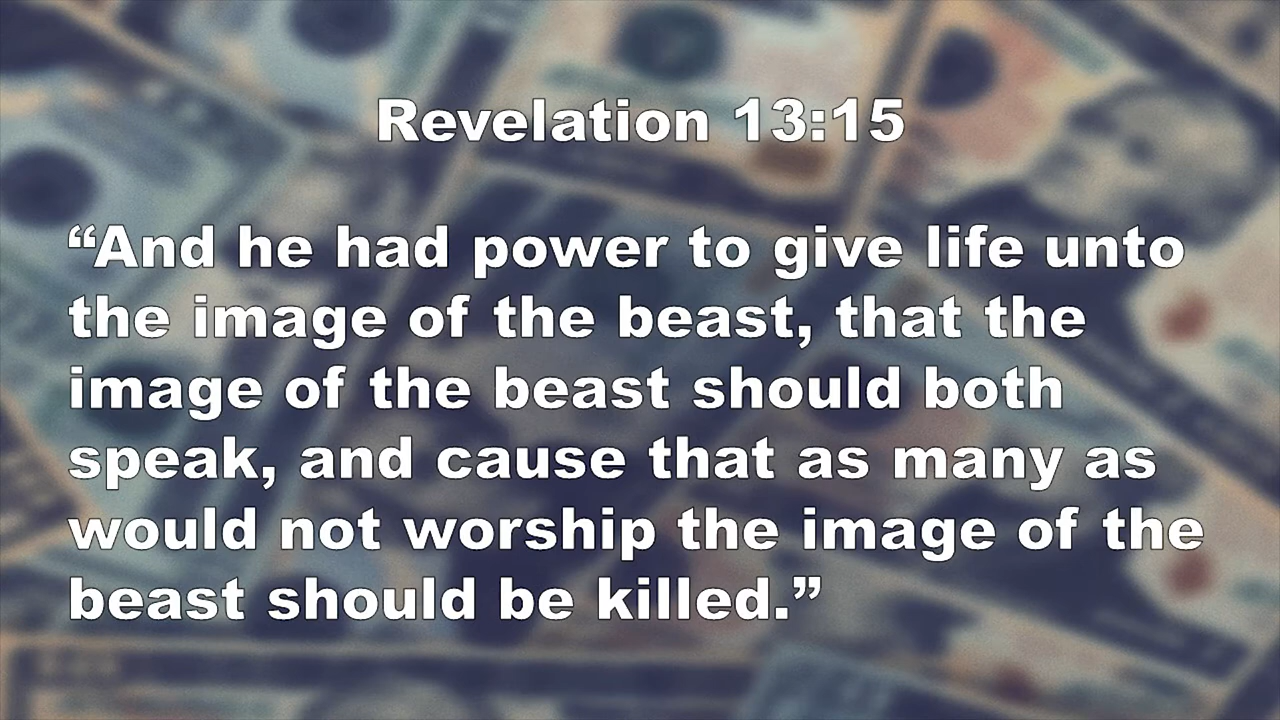 Revelation 13:15
“And he had power to give life unto
the image of the beast, that the
image of the beast should both
speak, and cause that as many as
would not worship the image of the
beast should be killed.”